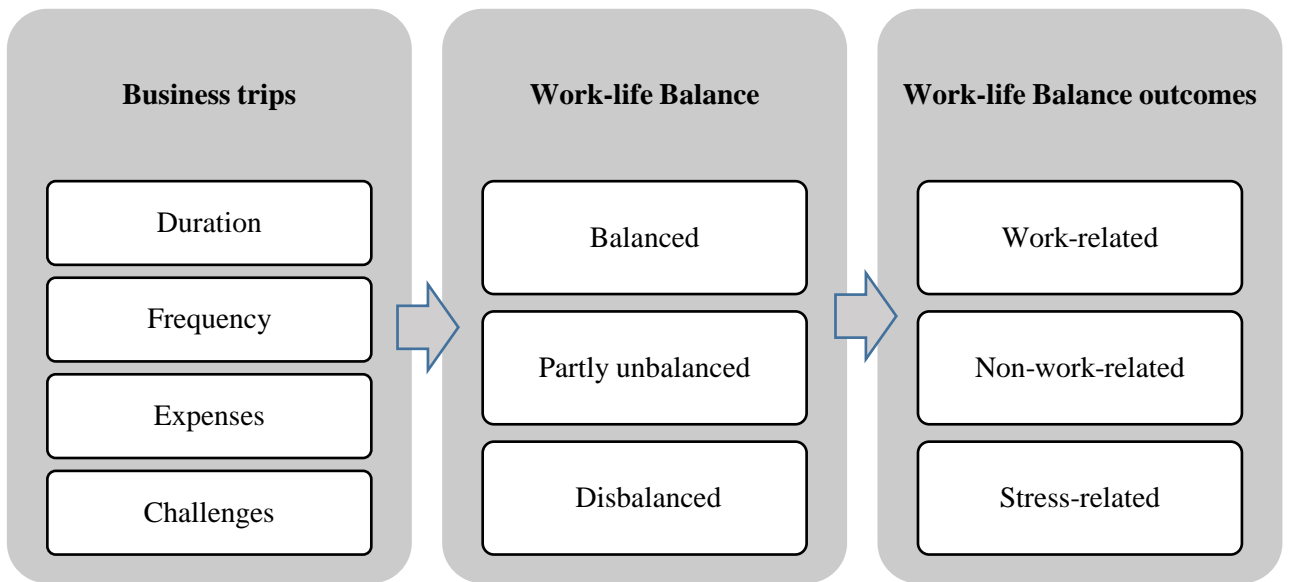 Business trips
Duration
Frequency
Expenses
Challenges
Work-life Balance
Balanced
Partly unbalanced
Disbalanced
Work-life Balance outcomes
Work-related
Non-work-related
Stress-related